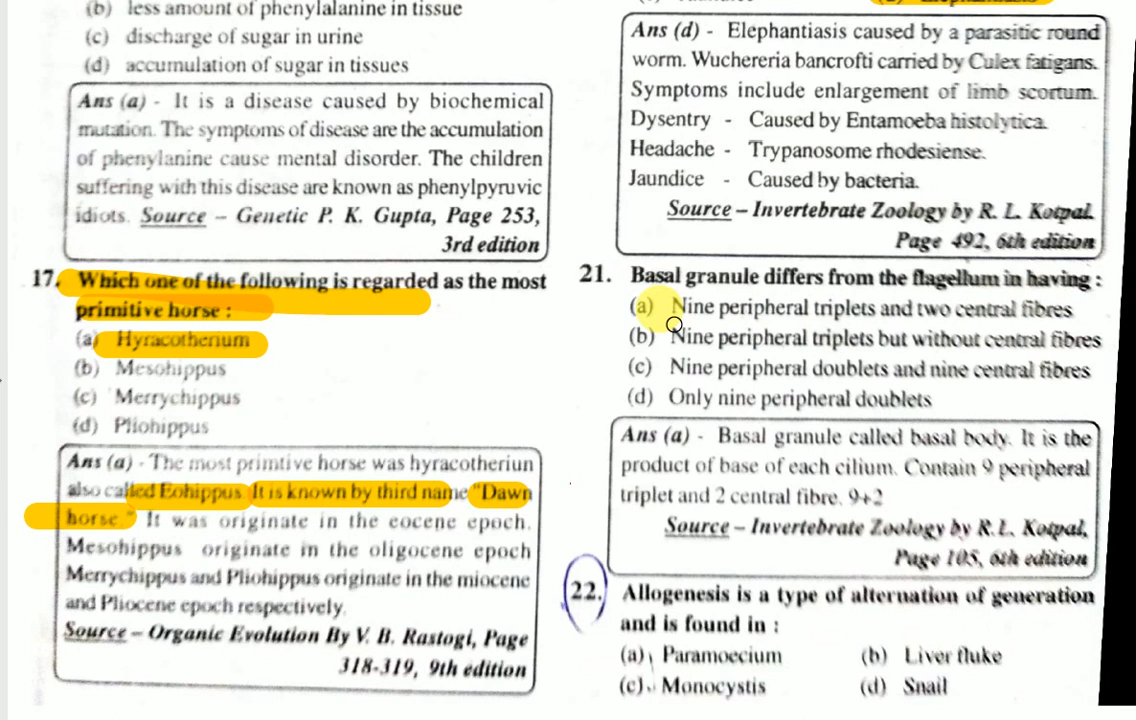 (b) less amount of phenylalanine in tissue
(c) discharge of sugar in urine
(d) accumulation of sugar in tissues
Ans (a) - It is a disease caused by biochemical
mutation. The symptoms of disease are the accumulation
of phenylanine cause mental disorder. The children
suffering with this disease are known as phenylpyruvic
idiots. Source – Genetic P. K. Gupta, Page 253,
3rd edition
17. Which one of the following is regarded as the most
primitive horse :
(a) Hyracotherium
(b) Mesohippus
(c) Merrychippus
(d) Pliohippus
Ans (a) - The most primtive horse was hyracotheriun
also called Eohippus. It is known by third name "Dawn
horse." It was originate in the eocene epoch.
Mesohippus originate in the oligocene epoch
Merrychippus and Pliohippus originate in the miocene
and Pliocene epoch respectively.
Source – Organic Evolution By V. B. Rastogi, Page
318-319, 9th edition
Ans (d) - Elephantiasis caused by a parasitic round
worm. Wuchereria bancrofti carried by Culex fatigans.
Symptoms include enlargement of limb scortum.
Dysentry - Caused by Entamoeba histolytica.
Headache - Trypanosome rhodesiense.
Jaundice - Caused by bacteria.
Source – Invertebrate Zoology by R. L. Kotpal.
Page 492, 6th edition
21. Basal granule differs from the flagellum in having :
(a) Nine peripheral triplets and two central fibres
(b) Nine peripheral triplets but without central fibres
(c) Nine peripheral doublets and nine central fibres
(d) Only nine peripheral doublets
Ans (a) - Basal granule called basal body. It is the
product of base of each cilium. Contain 9 peripheral
triplet and 2 central fibre. 9+2
Source – Invertebrate Zoology by R.L. Kotpal,
Page 105, 6th edition
22. Allogenesis is a type of alternation of generation
and is found in :
(a) Paramoecium (b) Liver fluke
(c) Monocystis (d) Snail